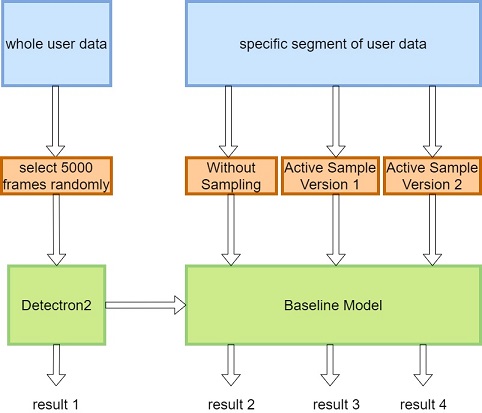 whole user data
specific segment of user data
select 5000
frames randomly
Without
Sampling
Active Sample
Version 1
Active Sample
Version 2
Detectron2
Baseline Model
result 1
result 2
result 3
result 4